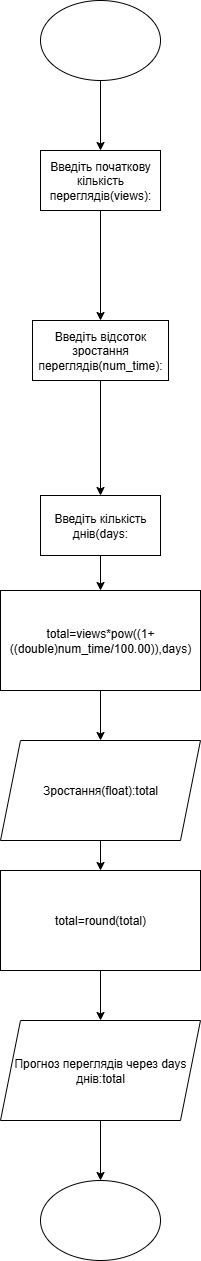 Введіть початкову
кількість
переглядів(views):
Введіть відсоток
зростання
переглядів(num_time):
Введіть кількість
днів(days:
total=views*pow((1+
((double)num_time/100.00)),days)
Зростання(float):total
total=round(total)
Прогноз переглядів через days
днів:total